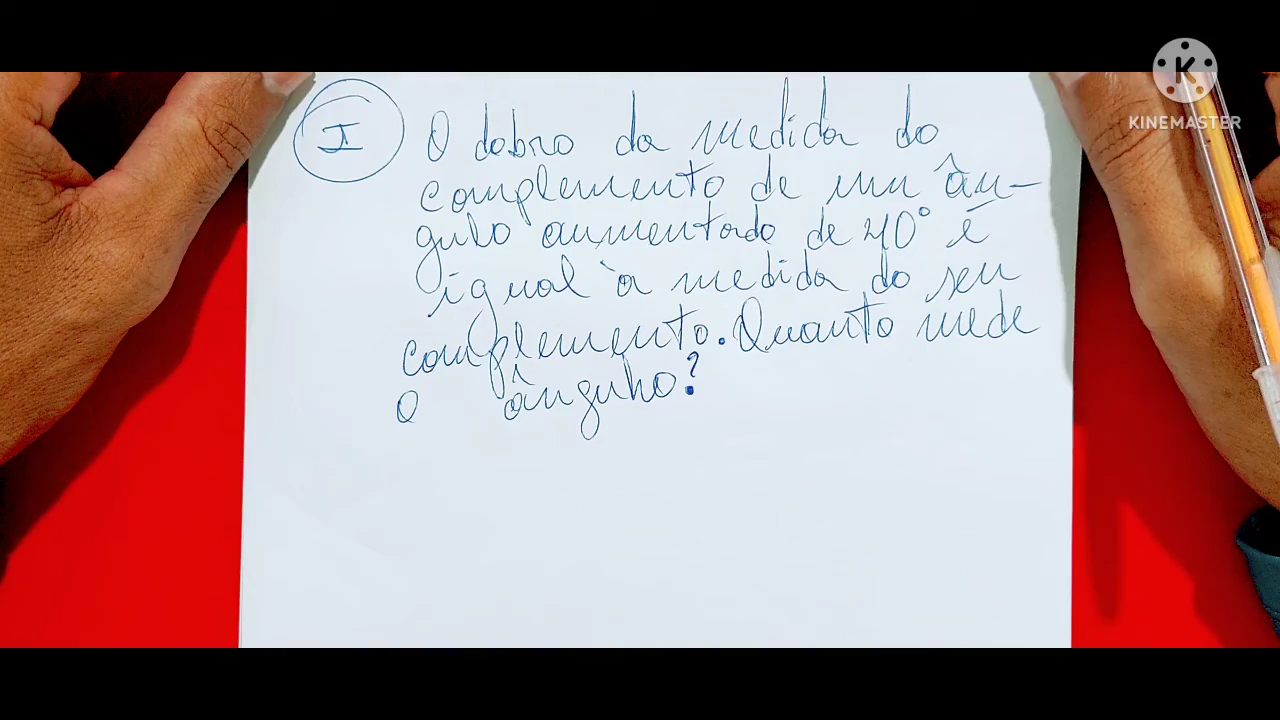 I
O dobro da medida do
complemento de um ân-
gulo aumentado de 40° é
igual à medida do seu
complemento. Quanto mede
o ângulo?
KINEMASTER